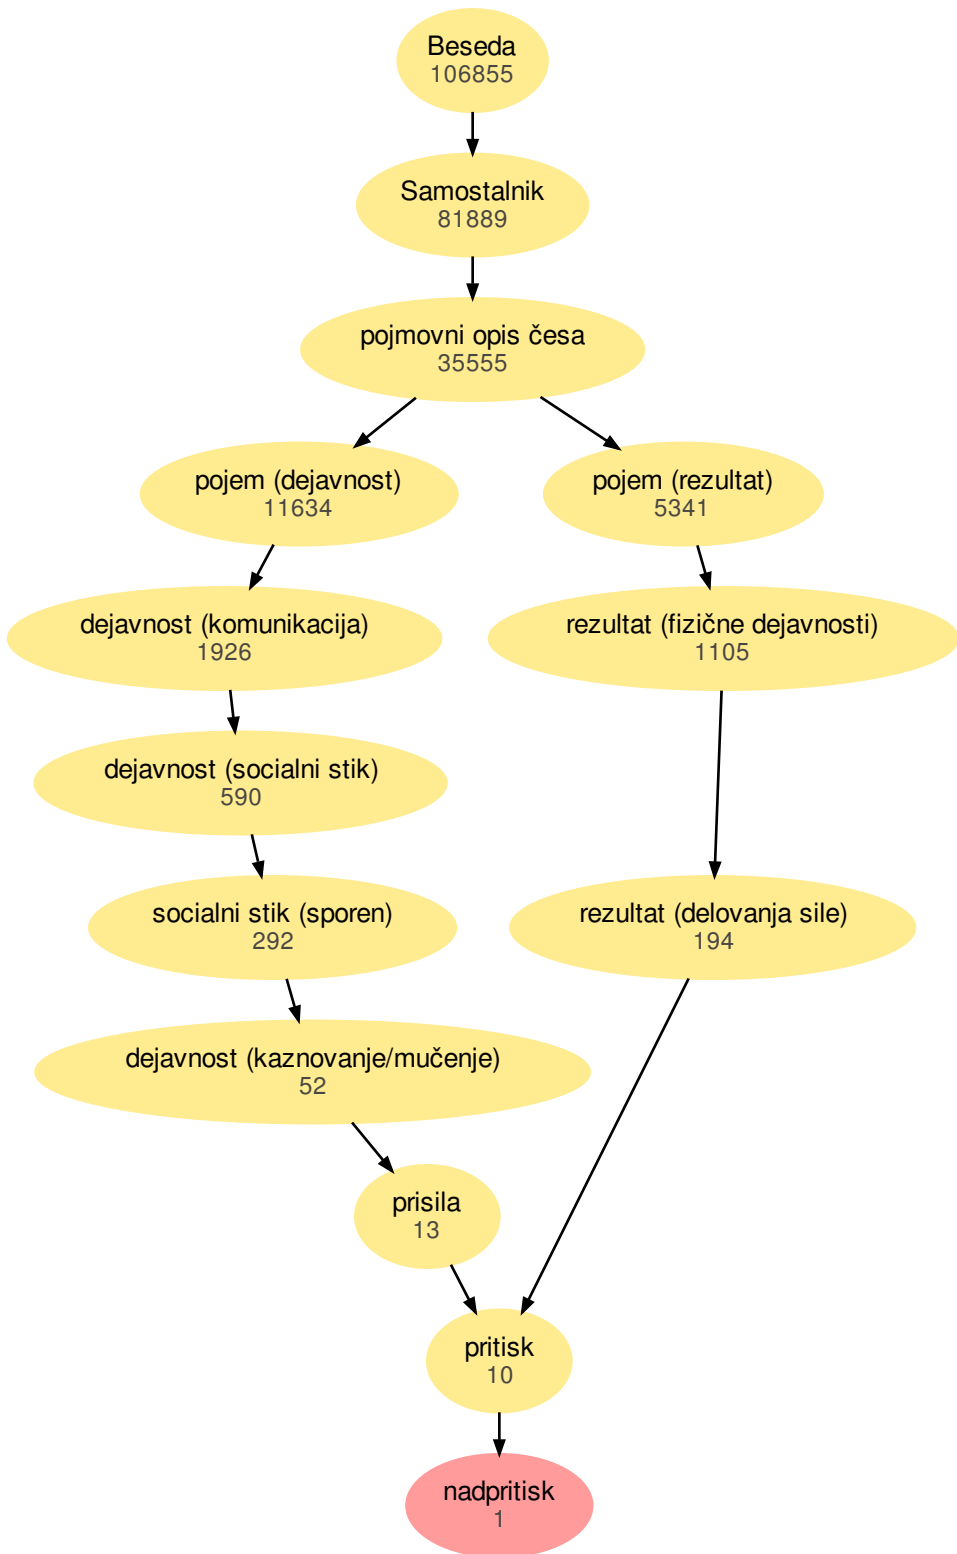 Beseda
106855
Samostalnik
81889
pojmovni opis česa
35555
pojem (dejavnost)
11634
pojem (rezultat)
5341
dejavnost (komunikacija)
1926
rezultat (fizične dejavnosti)
1105
dejavnost (socialni stik)
590
socialni stik (sporen)
292
rezultat (delovanja sile)
194
dejavnost (kaznovanje/mučenje)
52
prisila
13
pritisk
10
nadpritisk
1